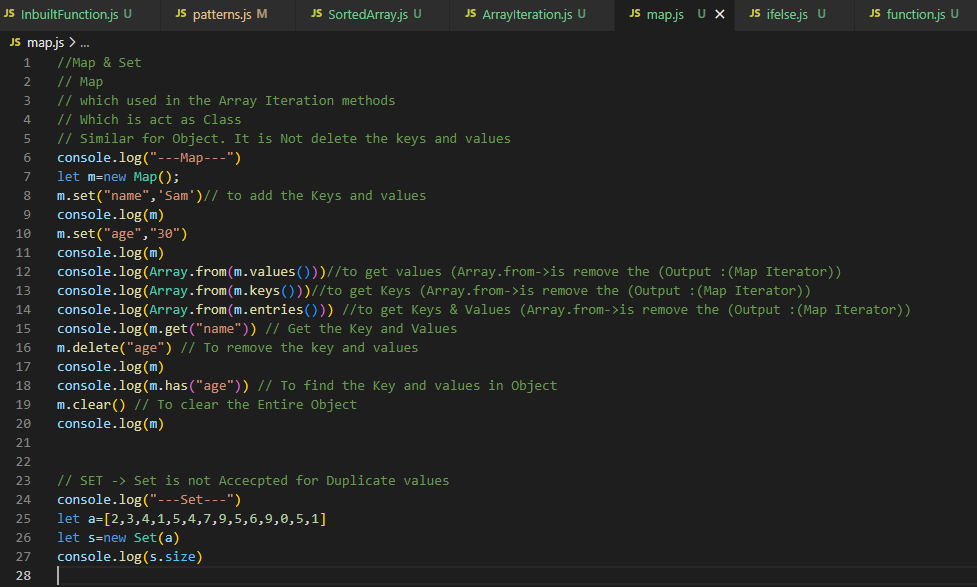 JS InbuiltFunction.js U JS patterns.js M JS SortedArray.js U JS ArrayIteration.js U JS map.js U × JS ifelse.js U JS function.js U
JS map.js > ...
1 //Map & Set
2 // Map
3 // which used in the Array Iteration methods
4 // Which is act as Class
5 // Similar for Object. It is Not delete the keys and values
6 console.log("---Map---")
7 let m=new Map();
8 m.set("name",'Sam')// to add the Keys and values
9 console.log(m)
10 m.set("age","30")
11 console.log(m)
12 console.log(Array.from(m.values()))//to get values (Array.from->is remove the (Output :(Map Iterator))
13 console.log(Array.from(m.keys()))//to get Keys (Array.from->is remove the (Output :(Map Iterator))
14 console.log(Array.from(m.entries())) //to get Keys & Values (Array.from->is remove the (Output :(Map Iterator))
15 console.log(m.get("name")) // Get the Key and Values
16 m.delete("age") // To remove the key and values
17 console.log(m)
18 console.log(m.has("age")) // To find the Key and values in Object
19 m.clear() // To clear the Entire Object
20 console.log(m)
21
22
23 // SET -> Set is not Accecpted for Duplicate values
24 console.log("---Set---")
25 let a=[2,3,4,1,5,4,7,9,5,6,9,0,5,1]
26 let s=new Set(a)
27 console.log(s.size)
28